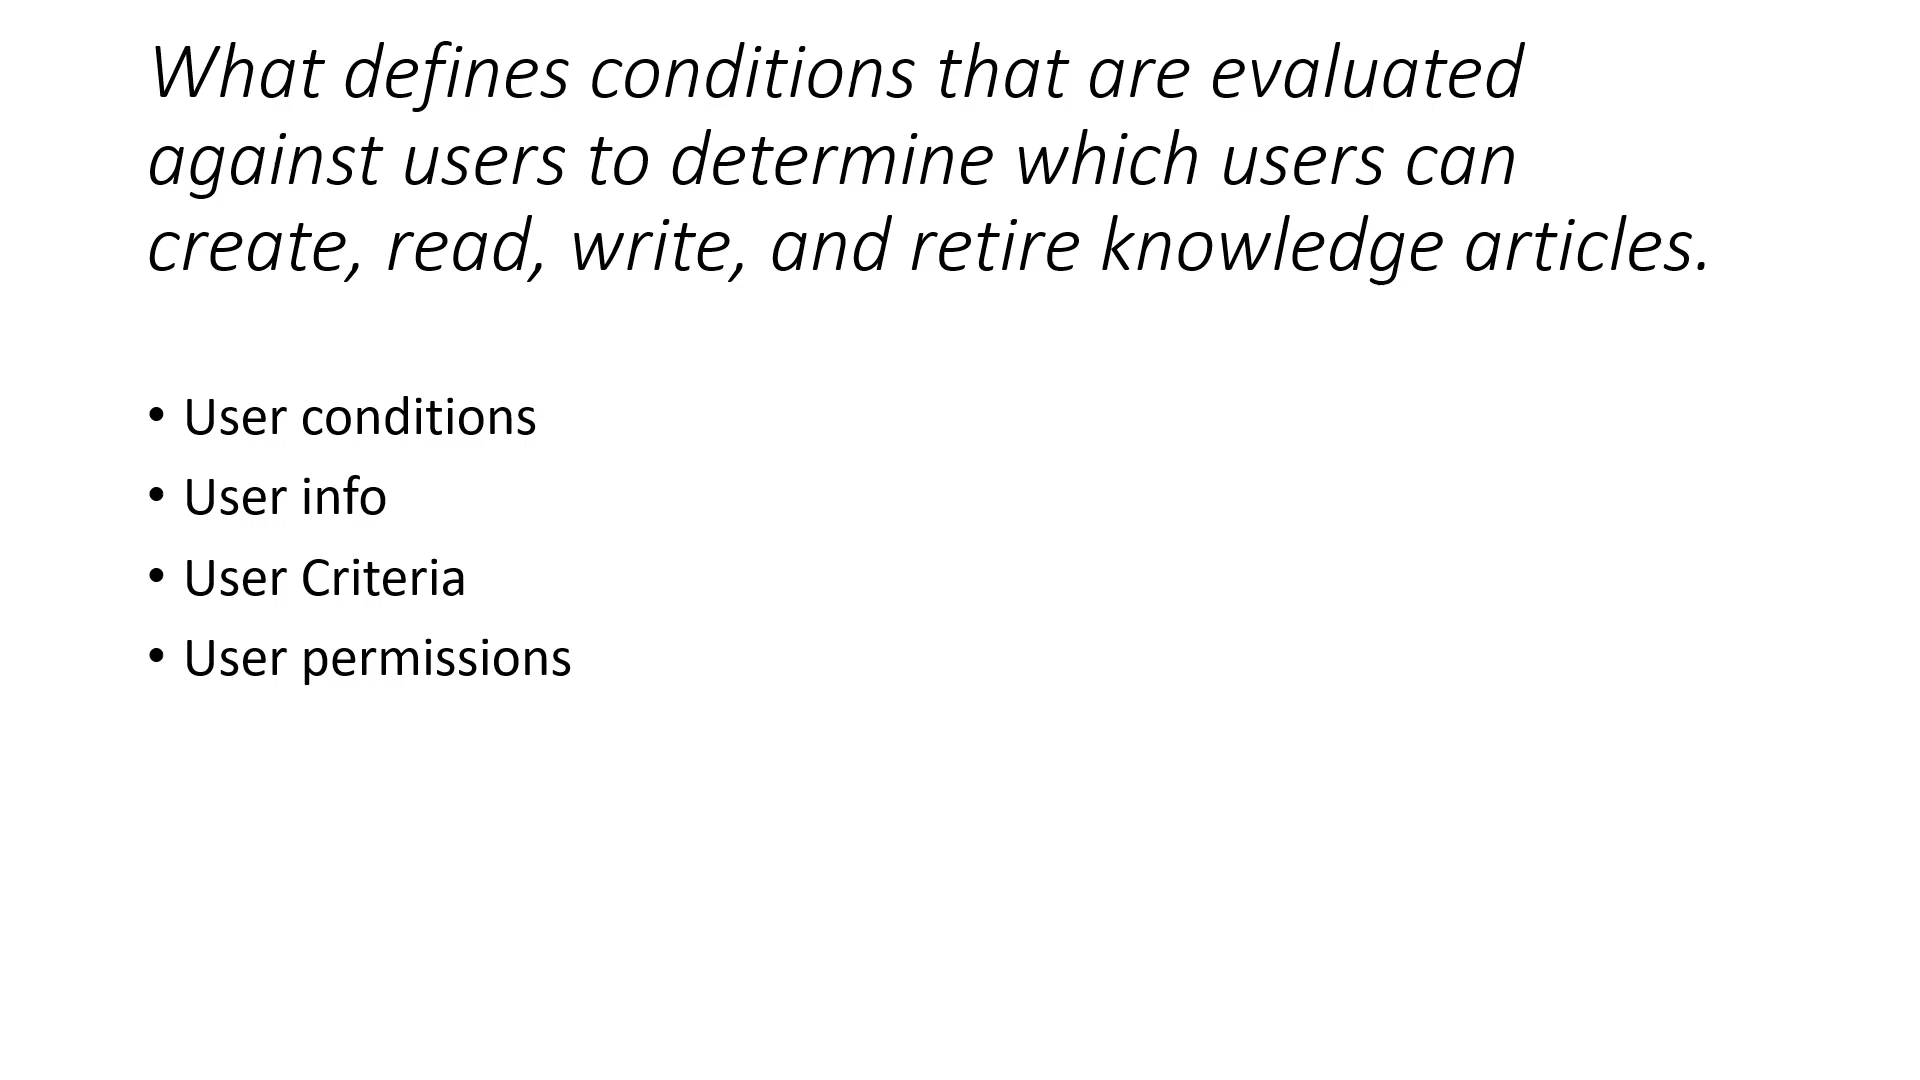 What defines conditions that are evaluated
against users to determine which users can
create, read, write, and retire knowledge articles.
• User conditions
• User info
• User Criteria
• User permissions